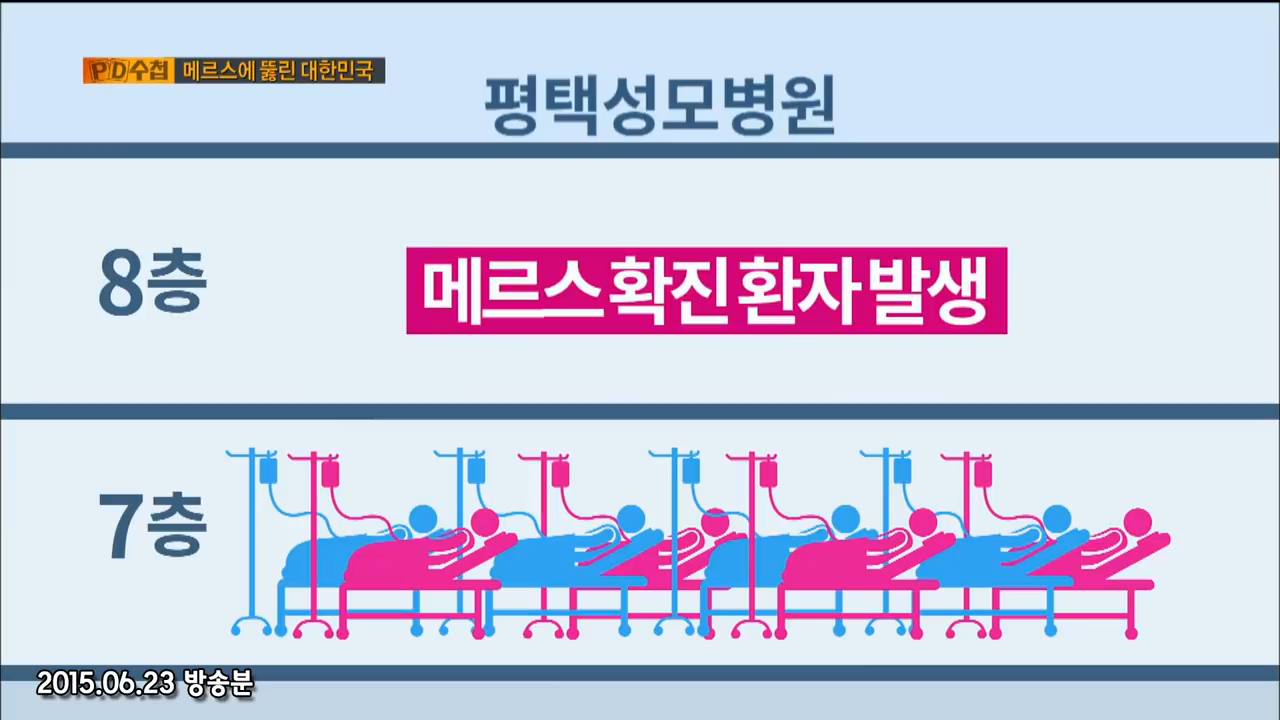 PD수첩 메르스에 뚫린 대한민국
평택성모병원
8층
메르스 확진 환자 발생
7층
2015.06.23 방송분